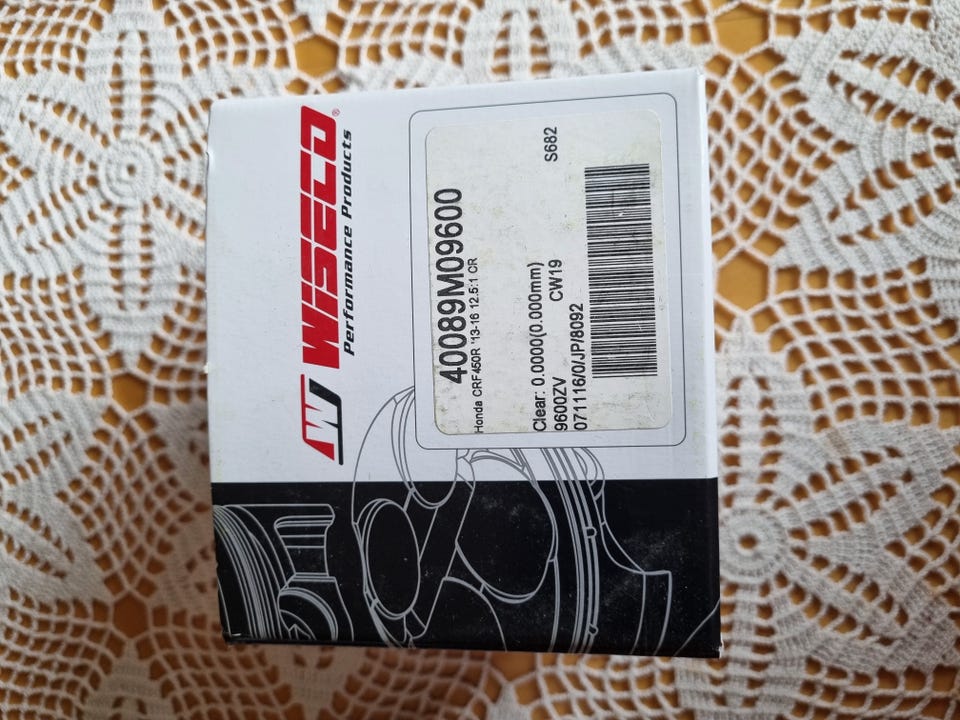 WISECO®
Performance Products
40089M09600
Honda CRF450R '13-16 12.5:1 CR
Clear: 0.0000(0.000mm)
9600ZV CW19
071116/0/JP/8092
S682